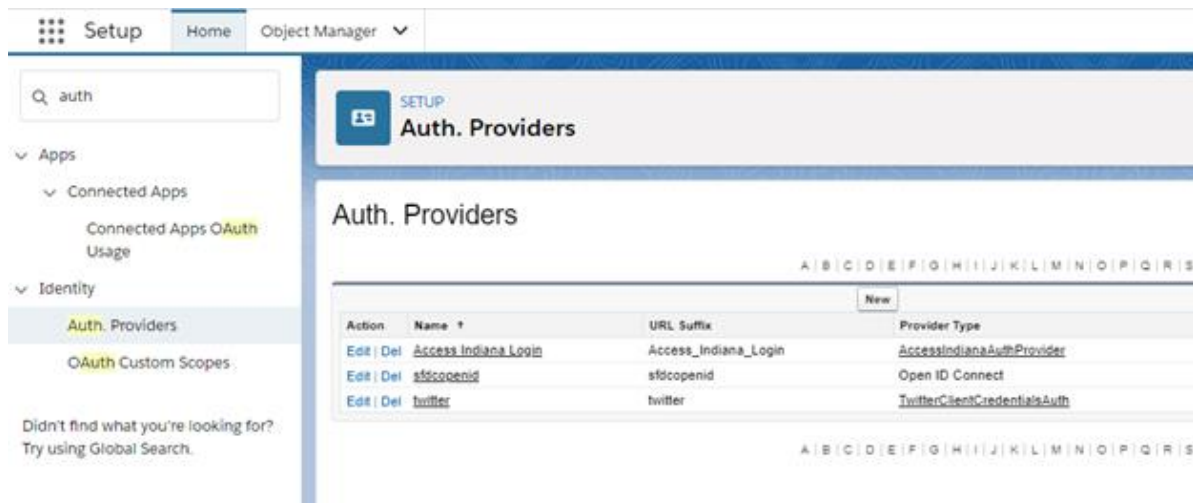 Setup Home Object Manager
auth
Apps
Connected Apps
Connected Apps OAuth
Usage
Identity
Auth. Providers
OAuth Custom Scopes
Didn't find what you're looking for?
Try using Global Search.
SETUP
Auth. Providers
Auth. Providers
A | B | C | D | E | F | G | H | I | J | K | L | M | N | O | P | Q | R | S
New
Action Name ↑ URL Suffix Provider Type
Edit | Del Access Indiana Login Access_Indiana_Login AccessIndianaAuthProvider
Edit | Del sfdcopenid sfdcopenid Open ID Connect
Edit | Del twitter twitter TwitterClientCredentialsAuth
A | B | C | D | E | F | G | H | I | J | K | L | M | N | O | P | Q | R | S